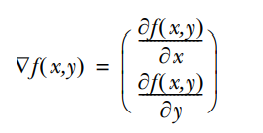 ∇f(x,y) = ( ∂f(x,y)/∂x
∂f(x,y)/∂y )